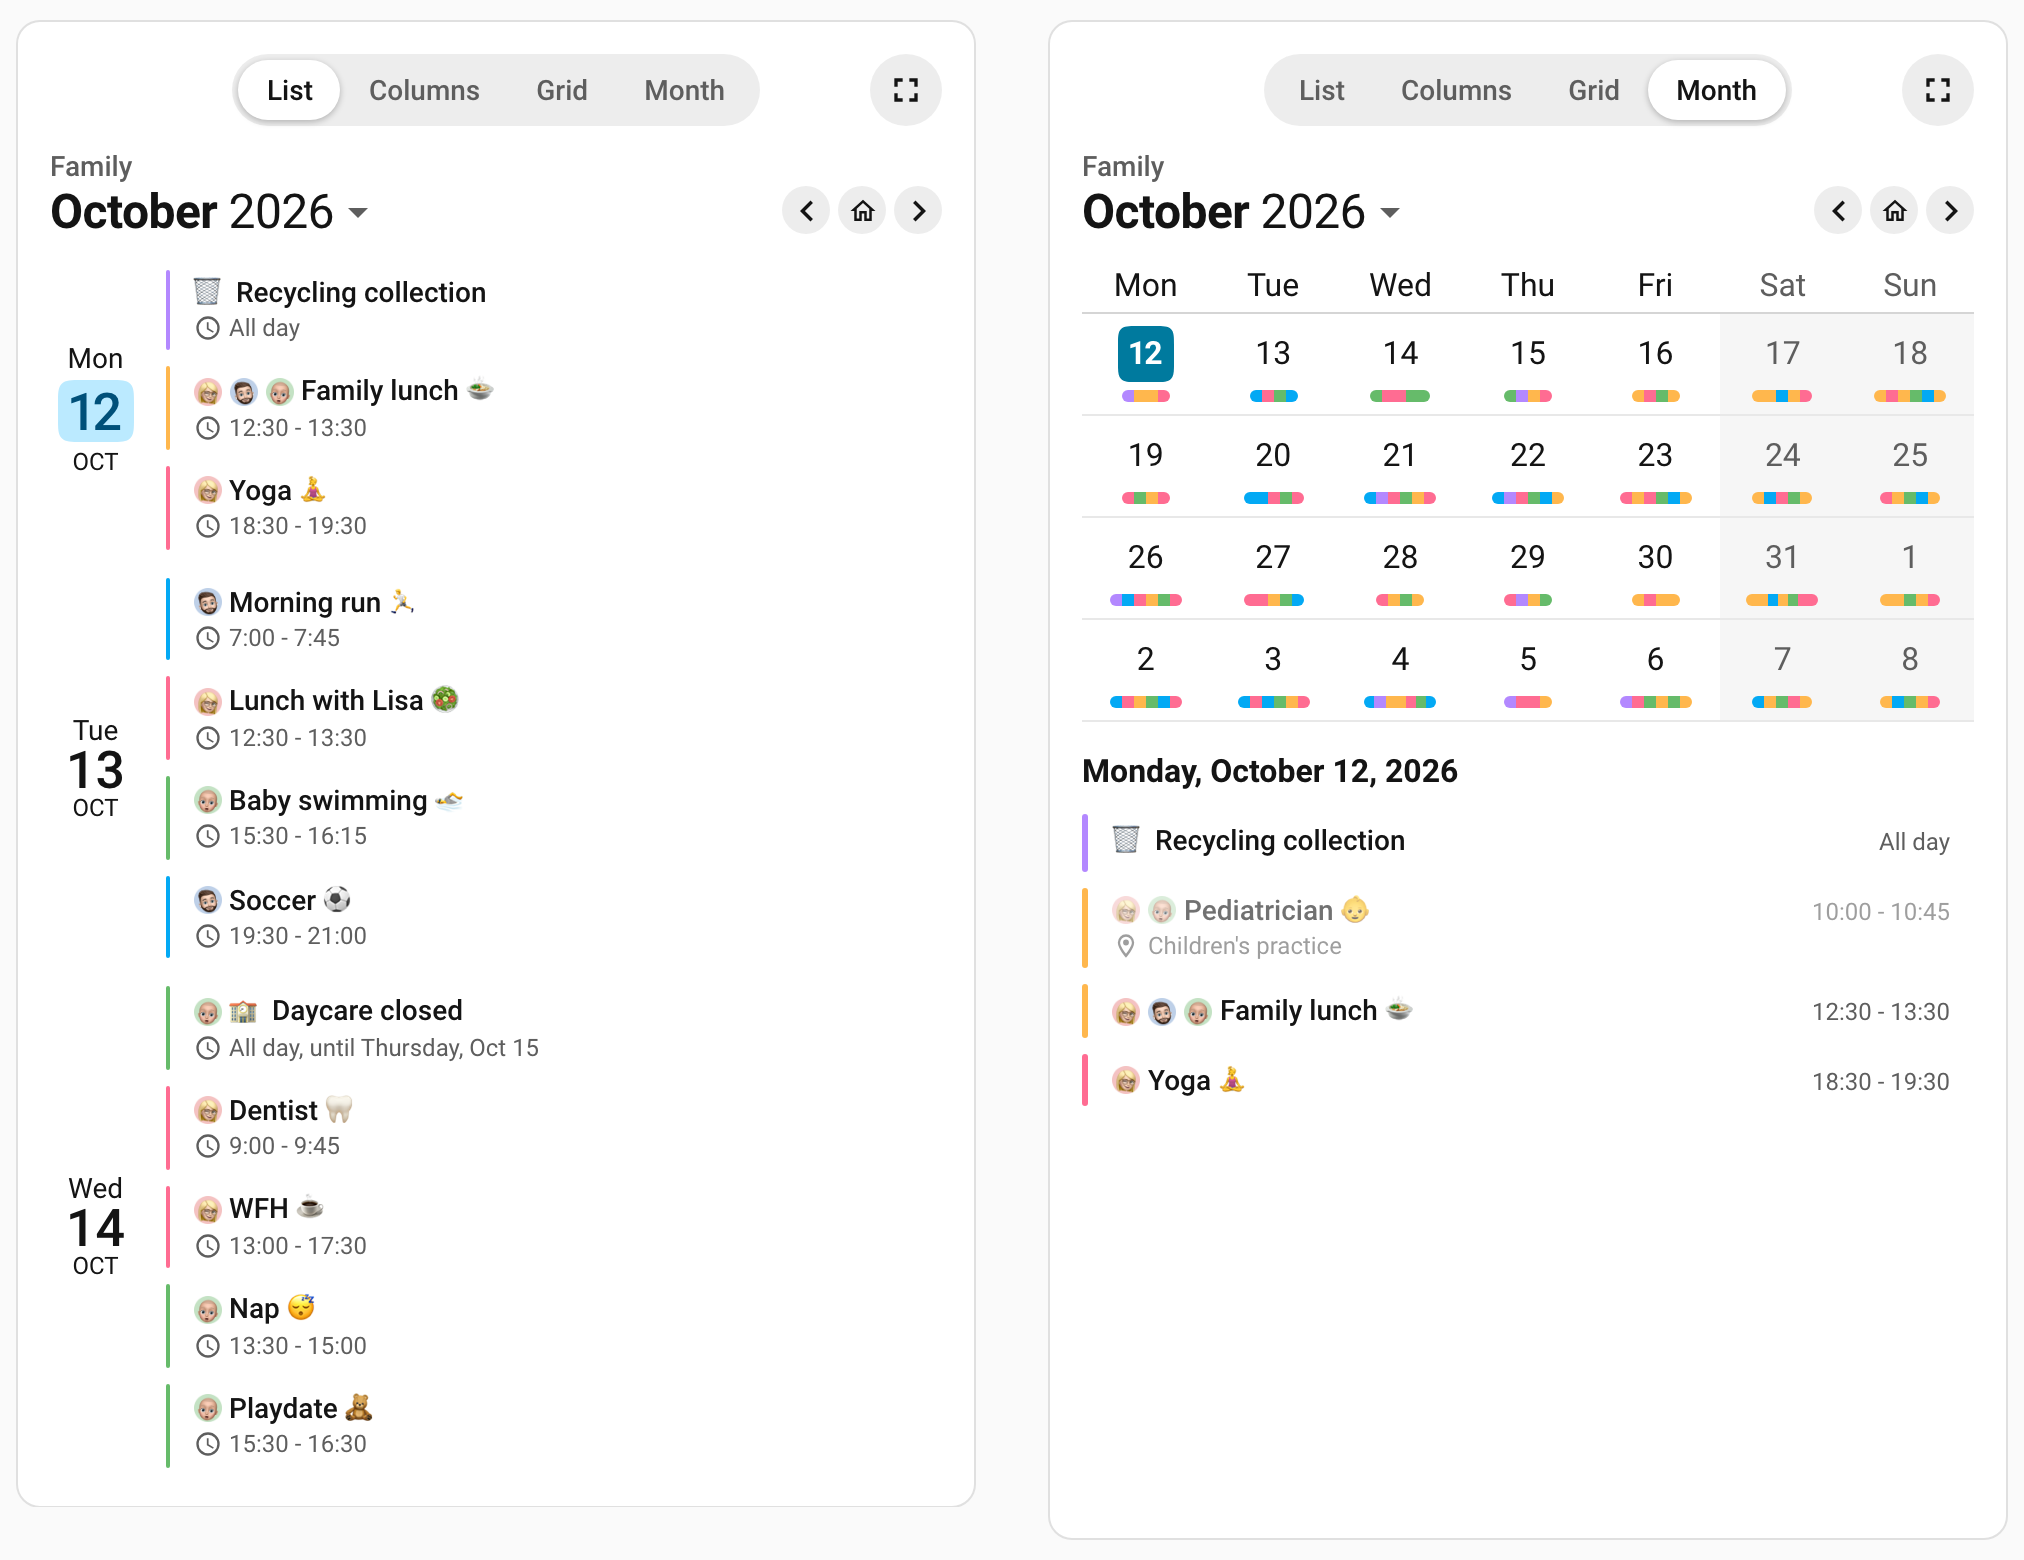 List Columns Grid Month
Family
October 2026
Mon
12
OCT
Recycling collection
All day
Family lunch
12:30 - 13:30
Yoga
18:30 - 19:30
Tue
13
OCT
Morning run
7:00 - 7:45
Lunch with Lisa
12:30 - 13:30
Baby swimming
15:30 - 16:15
Soccer
19:30 - 21:00
Wed
14
OCT
Daycare closed
All day, until Thursday, Oct 15
Dentist
9:00 - 9:45
WFH
13:00 - 17:30
Nap
13:30 - 15:00
Playdate
15:30 - 16:30
List Columns Grid Month
Family
October 2026
Mon Tue Wed Thu Fri Sat Sun
12 13 14 15 16 17 18
19 20 21 22 23 24 25
26 27 28 29 30 31 1
2 3 4 5 6 7 8
Monday, October 12, 2026
Recycling collection All day
Pediatrician 10:00 - 10:45
Children's practice
Family lunch 12:30 - 13:30
Yoga 18:30 - 19:30